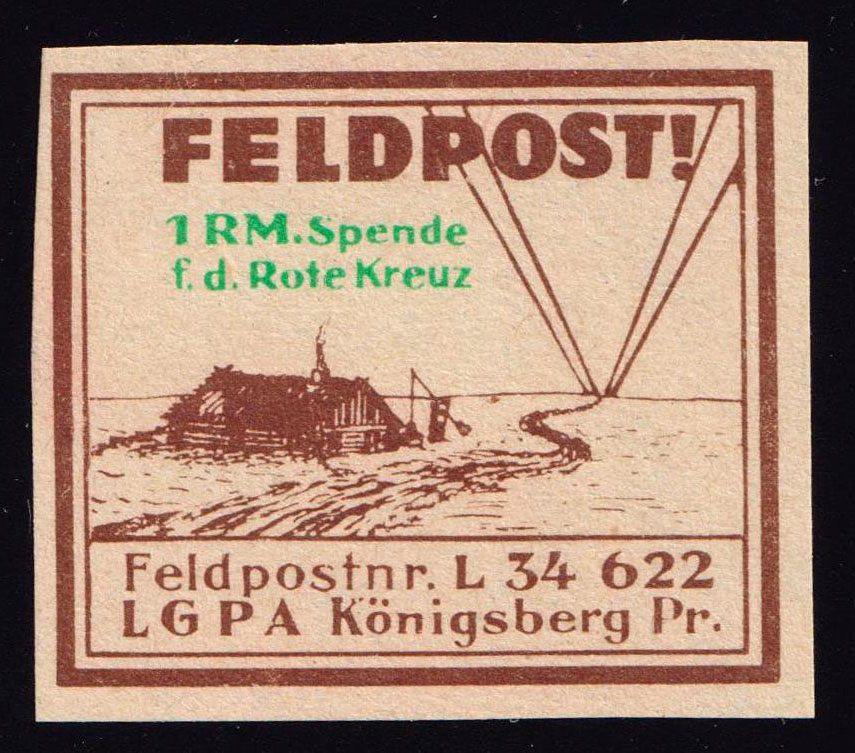 FELDPOST!
1 RM. Spende
f. d. Rote Kreuz
Feldpostnr. L 34 622
LGPA Königsberg Pr.